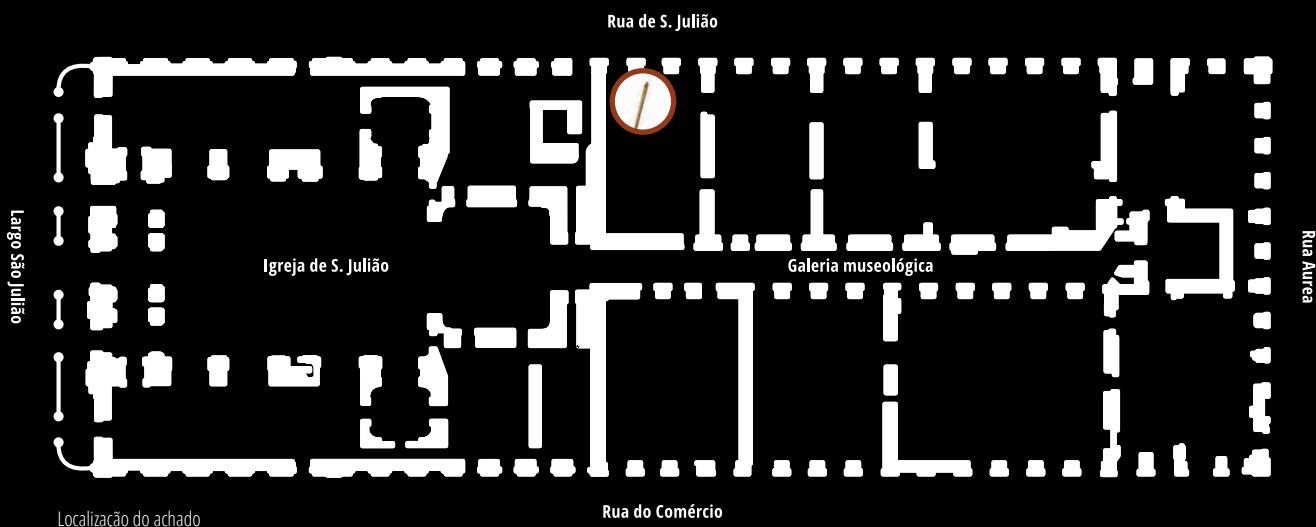 Rua de S. Julião
Largo São Julião
Igreja de S. Julião
Galeria museológica
Rua Aurea
Rua do Comércio
Localização do achado